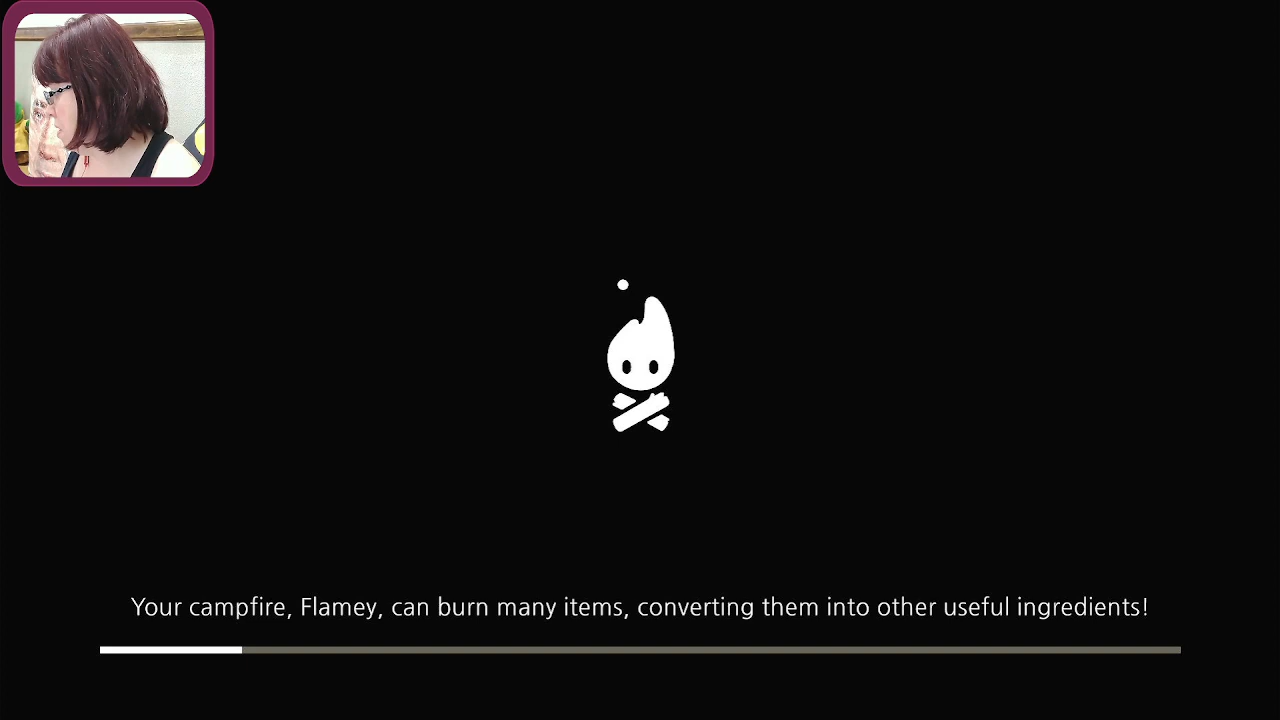 Your campfire, Flamey, can burn many items, converting them into other useful ingredients!